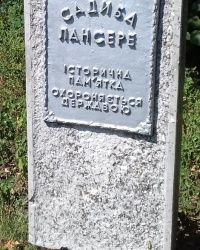 САДИБА
ЛАНСЕРЕ
ІСТОРИЧНА
ПАМ'ЯТКА
ОХОРОНЯЄТЬСЯ
ДЕРЖАВОЮ